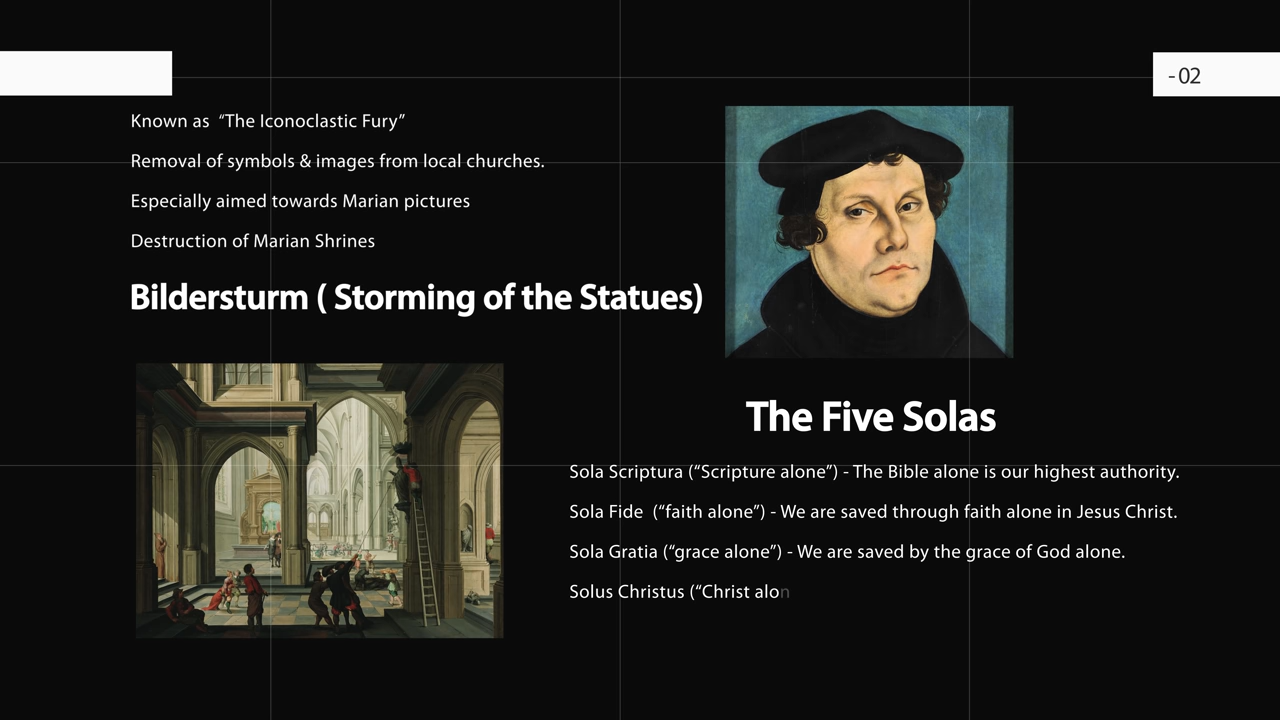 - 02
Known as “The Iconoclastic Fury”
Removal of symbols & images from local churches.
Especially aimed towards Marian pictures
Destruction of Marian Shrines
Bildersturm ( Storming of the Statues)
The Five Solas
Sola Scriptura (“Scripture alone”) - The Bible alone is our highest authority.
Sola Fide (“faith alone”) - We are saved through faith alone in Jesus Christ.
Sola Gratia (“grace alone”) - We are saved by the grace of God alone.
Solus Christus (“Christ alon